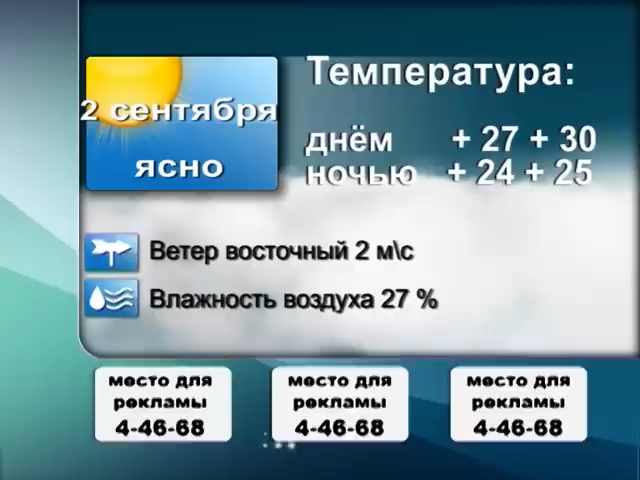 2 сентября
ясно
Температура:
днём + 27 + 30
ночью + 24 + 25
Ветер восточный 2 м\с
Влажность воздуха 27 %
место для
рекламы
4-46-68
место для
рекламы
4-46-68
место для
рекламы
4-46-68